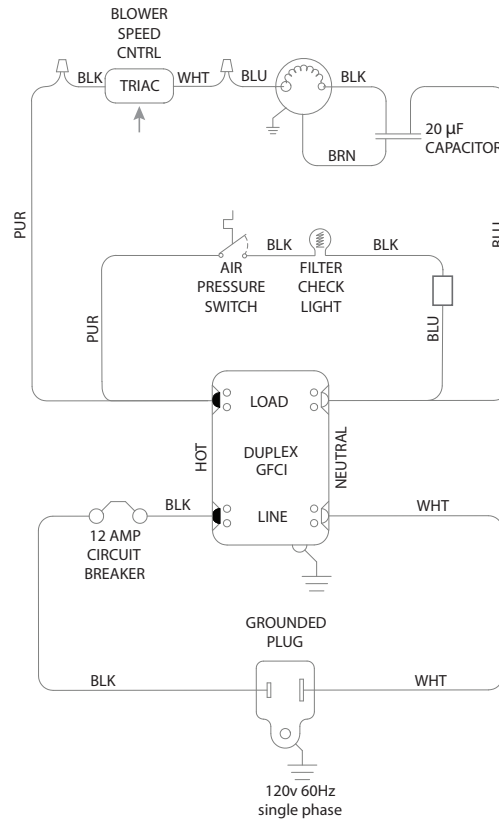 BLOWER
SPEED
CNTRL
BLK
TRIAC
WHT
BLU
BLK
20 µF
CAPACITOR
BRN
PUR
BLU
BLK
BLK
AIR
PRESSURE
SWITCH
FILTER
CHECK
LIGHT
PUR
BLU
LOAD
HOT
DUPLEX
GFCI
NEUTRAL
LINE
BLK
WHT
12 AMP
CIRCUIT
BREAKER
GROUNDED
PLUG
BLK
WHT
120v 60Hz
single phase